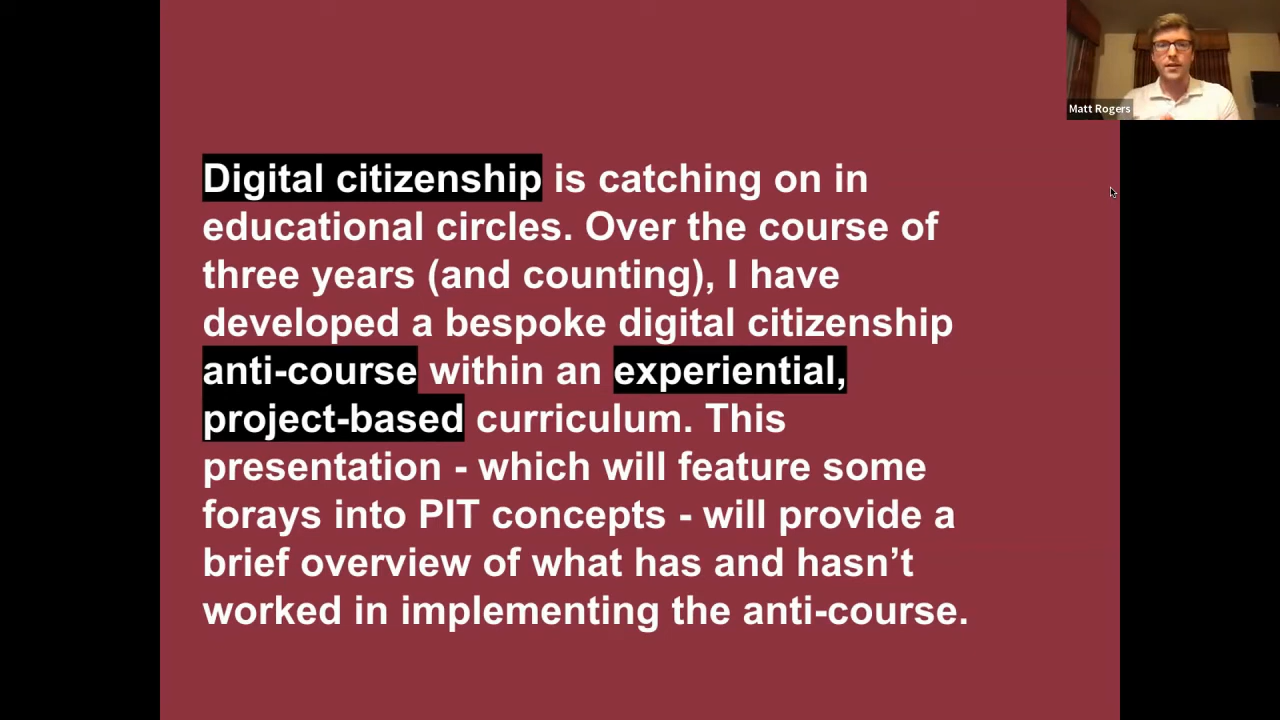 Matt Rogers
Digital citizenship is catching on in
educational circles. Over the course of
three years (and counting), I have
developed a bespoke digital citizenship
anti-course within an experiential,
project-based curriculum. This
presentation - which will feature some
forays into PIT concepts - will provide a
brief overview of what has and hasn’t
worked in implementing the anti-course.